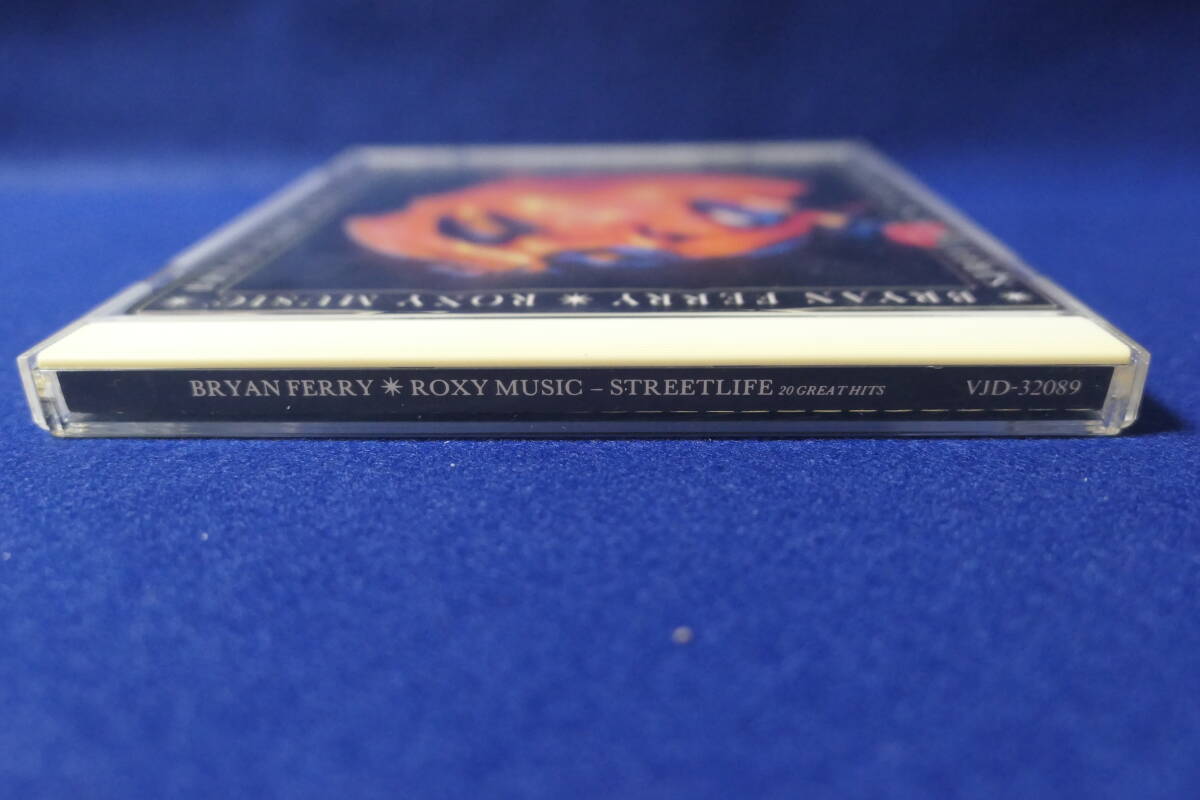 BRYAN FERRY ✷ ROXY MUSIC
BRYAN FERRY ✷ ROXY MUSIC – STREETLIFE 20 GREAT HITS VJD-32089